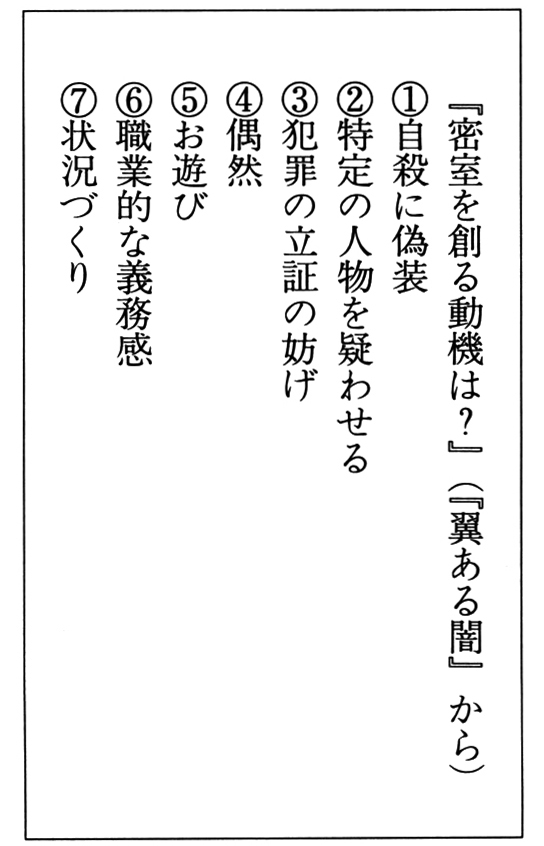 『密室を創る動機は?』(『翼ある闇』から)
①自殺に偽装
②特定の人物を疑わせる
③犯罪の立証の妨げ
④偶然
⑤お遊び
⑥職業的な義務感
⑦状況づくり